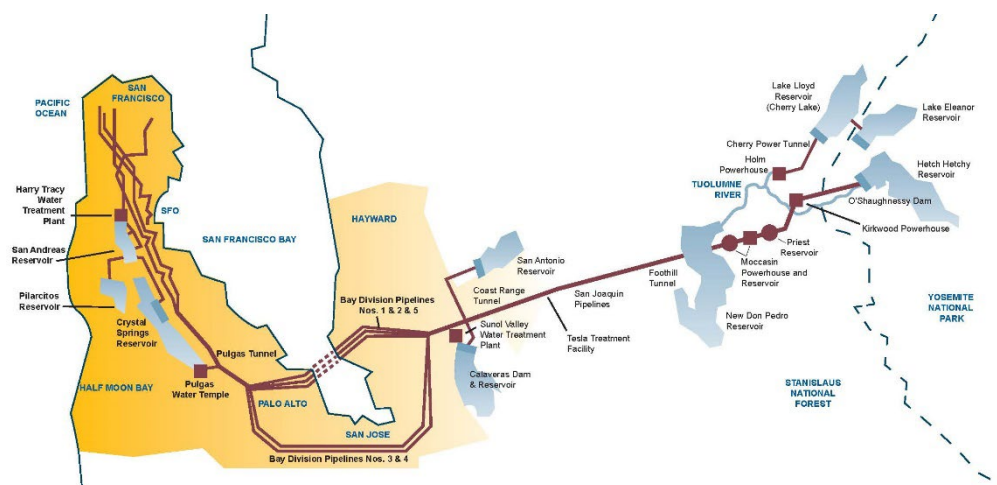 SAN
FRANCISCO
PACIFIC
OCEAN
Harry Tracy
Water
Treatment
Plant
SFO
San Andreas
Reservoir
Pilarcitos
Reservoir
Crystal
Springs
Reservoir
HALF MOON BAY
Pulgas
Water Temple
Pulgas Tunnel
SAN FRANCISCO BAY
PALO ALTO
SAN JOSE
Bay Division Pipelines
Nos. 1 & 2 & 5
Bay Division Pipelines Nos. 3 & 4
HAYWARD
San Antonio
Reservoir
Coast Range
Tunnel
Sunol Valley
Water Treatment
Plant
Calaveras Dam
& Reservoir
San Joaquin
Pipelines
Tesla Treatment
Facility
Foothill
Tunnel
New Don Pedro
Reservoir
Moccasin
Powerhouse and
Reservoir
Priest
Reservoir
Kirkwood Powerhouse
O'Shaughnessy Dam
Hetch Hetchy
Reservoir
TUOLUMNE
RIVER
Holm
Powerhouse
Cherry Power Tunnel
Lake Lloyd
Reservoir
(Cherry Lake)
Lake Eleanor
Reservoir
YOSEMITE
NATIONAL
PARK
STANISLAUS
NATIONAL
FOREST